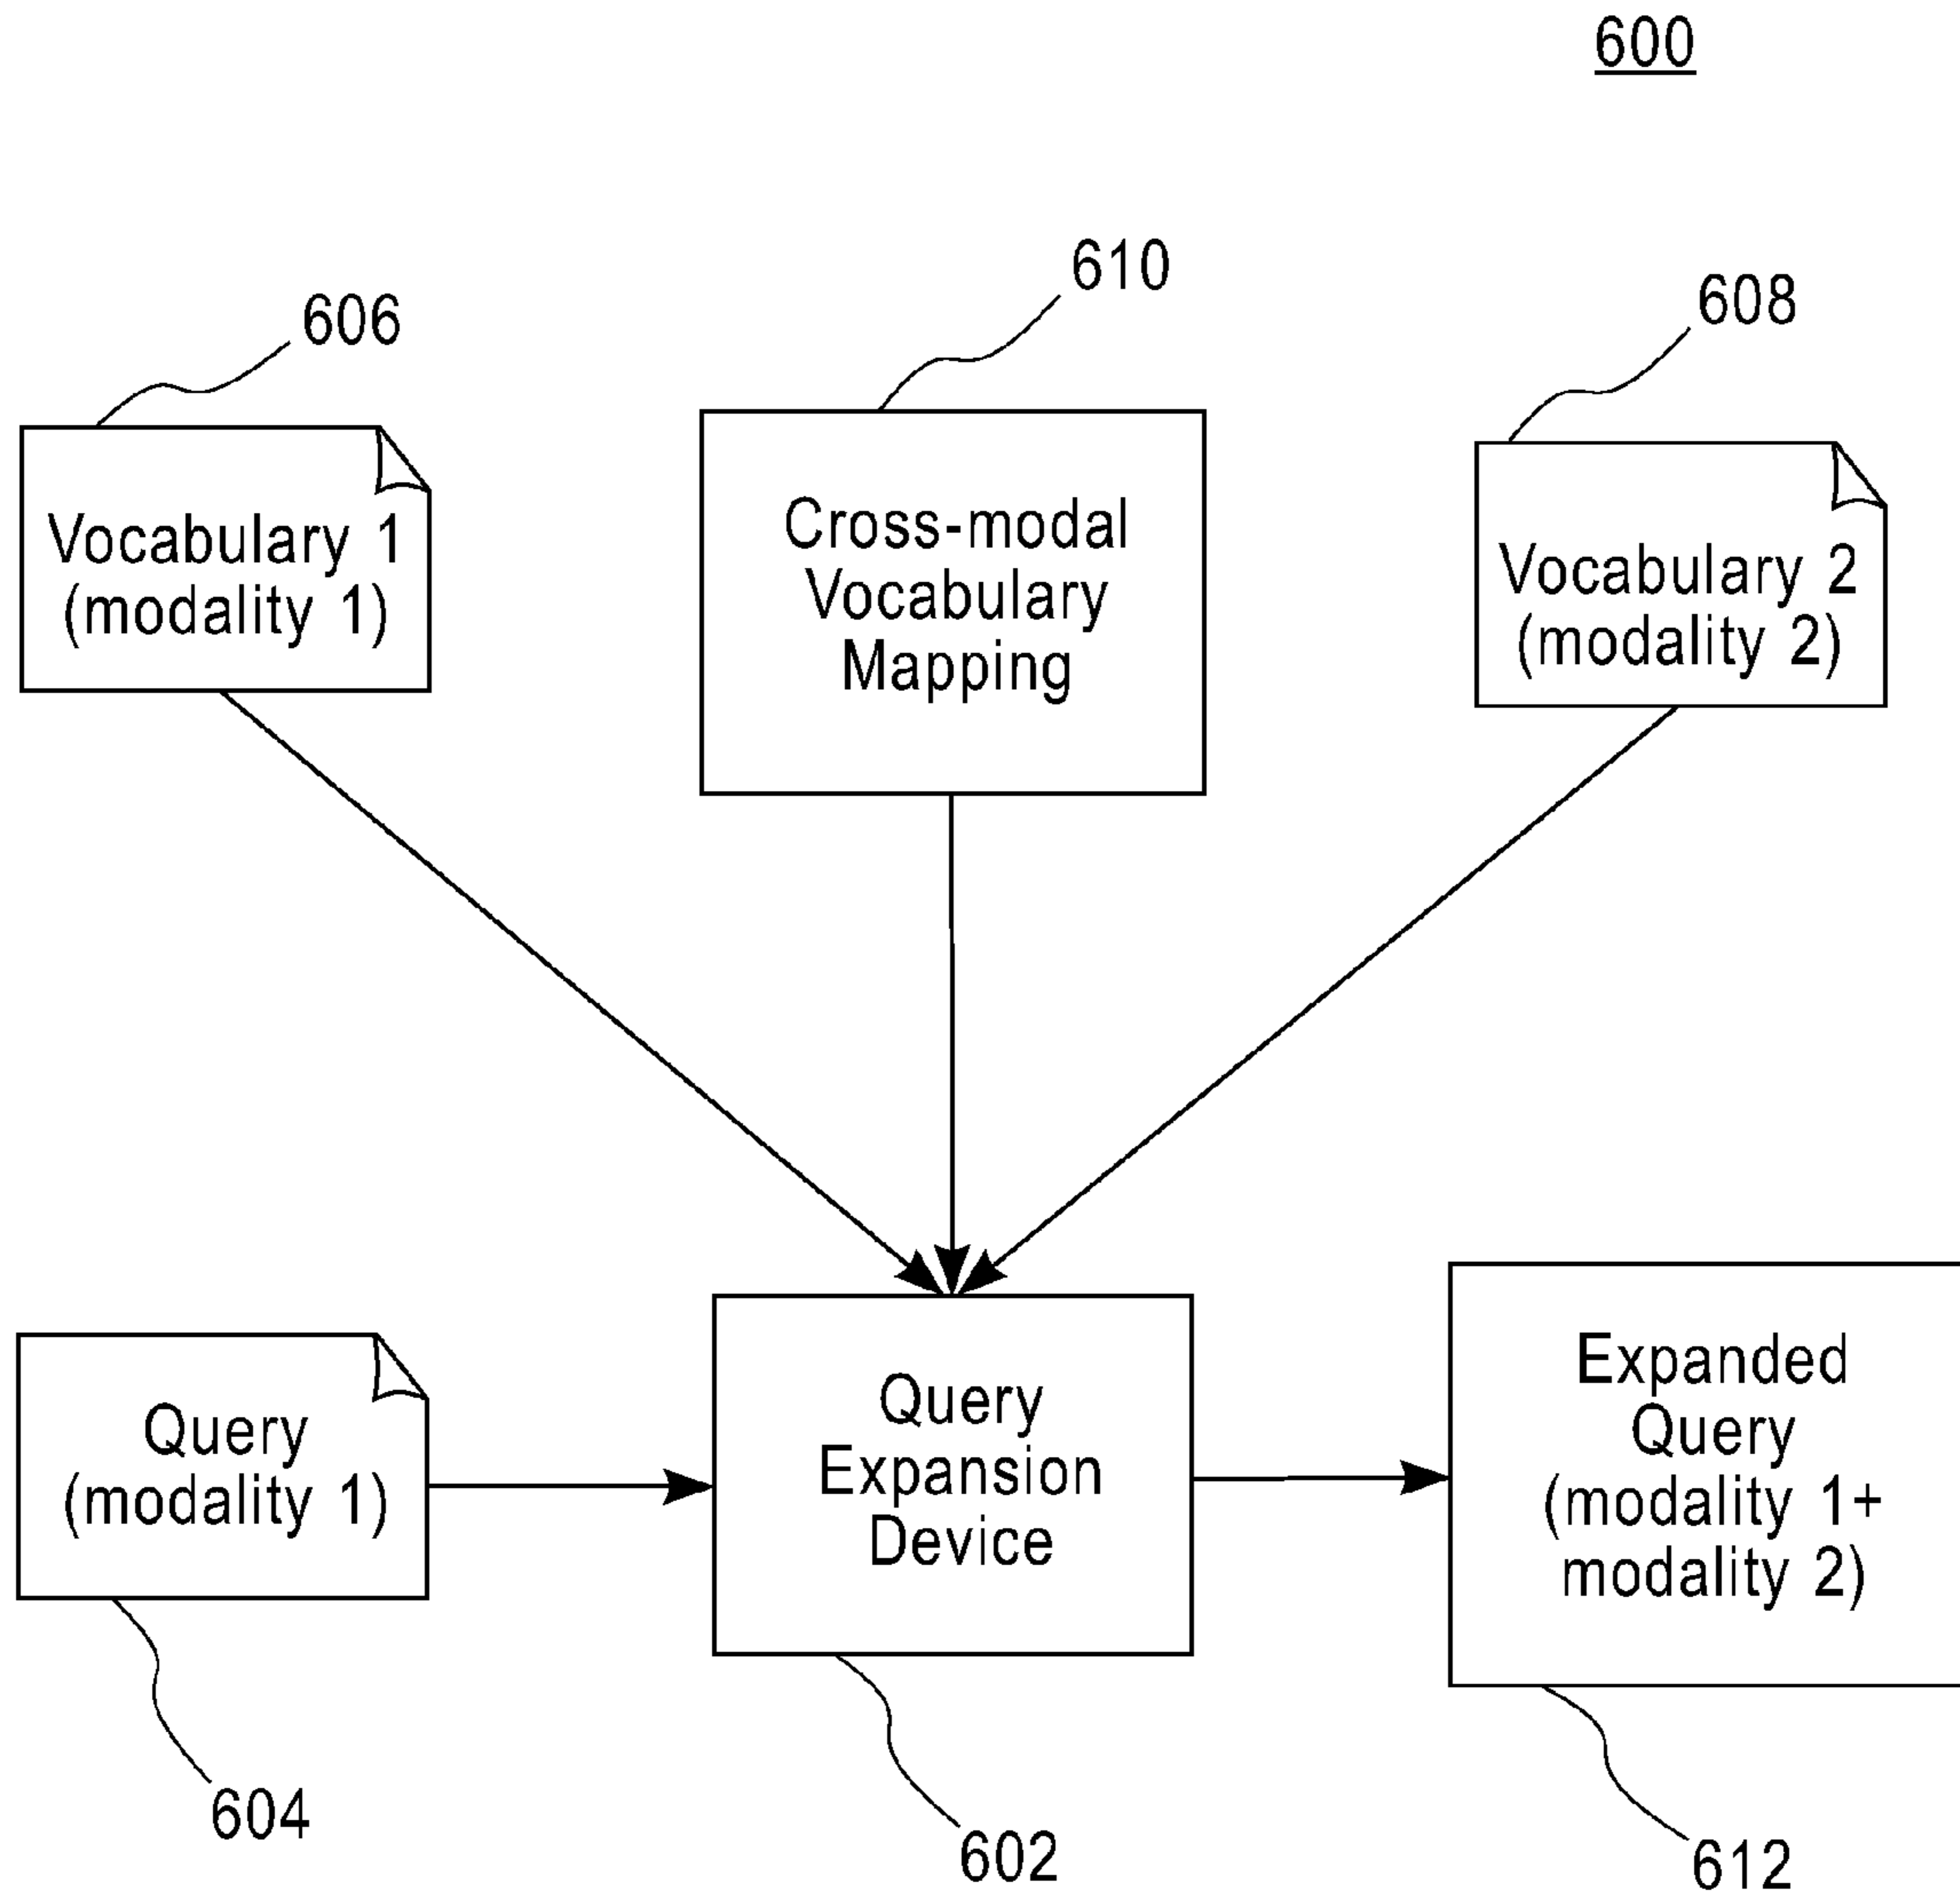 600
610
608
606
Vocabulary 1
(modality 1)
Cross-modal
Vocabulary
Mapping
Vocabulary 2
(modality 2)
Query
(modality 1)
Query
Expansion
Device
Expanded
Query
(modality 1+
modality 2)
604
602
612